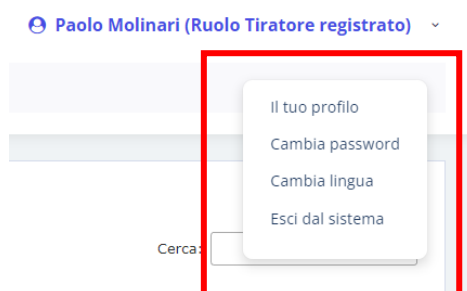 Paolo Molinari (Ruolo Tiratore registrato)
Il tuo profilo
Cambia password
Cambia lingua
Esci dal sistema
Cerca: